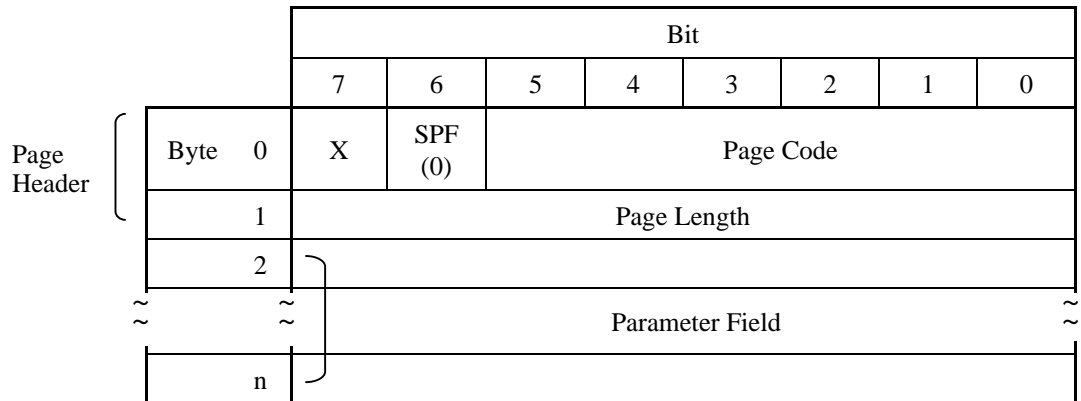 Bit
7 6 5 4 3 2 1 0
Page
Header
Byte 0 X SPF
(0) Page Code
1 Page Length
2
~ ~ ~
~ ~ ~
Parameter Field
n